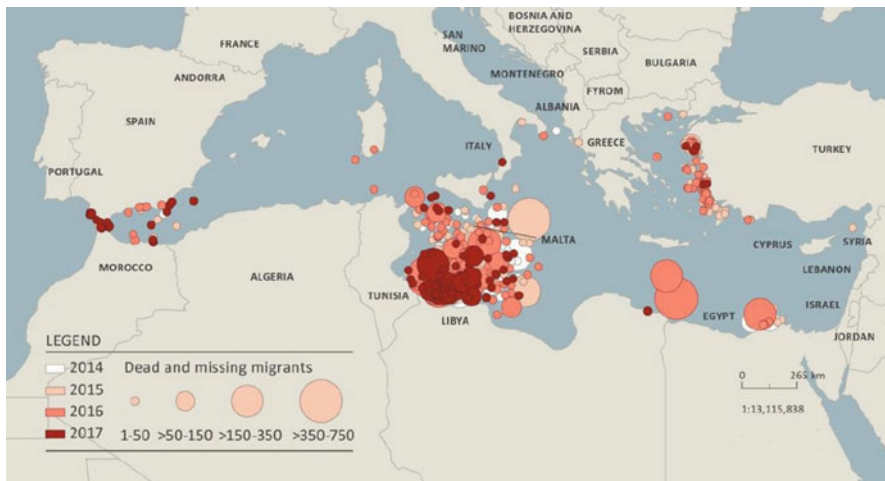 BOSNIA AND
HERZEGOVINA
FRANCE
SAN
MARINO
SERBIA
ANDORRA
MONTENEGRO
BULGARIA
FYROM
ALBANIA
SPAIN
ITALY
GREECE
TURKEY
PORTUGAL
MALTA
CYPRUS
SYRIA
MOROCCO
LEBANON
ALGERIA
TUNISIA
ISRAEL
LIBYA
EGYPT
JORDAN
LEGEND
2014
2015
2016
2017
Dead and missing migrants
1-50 >50-150 >150-350 >350-750
0 265 km
1:13,115,838